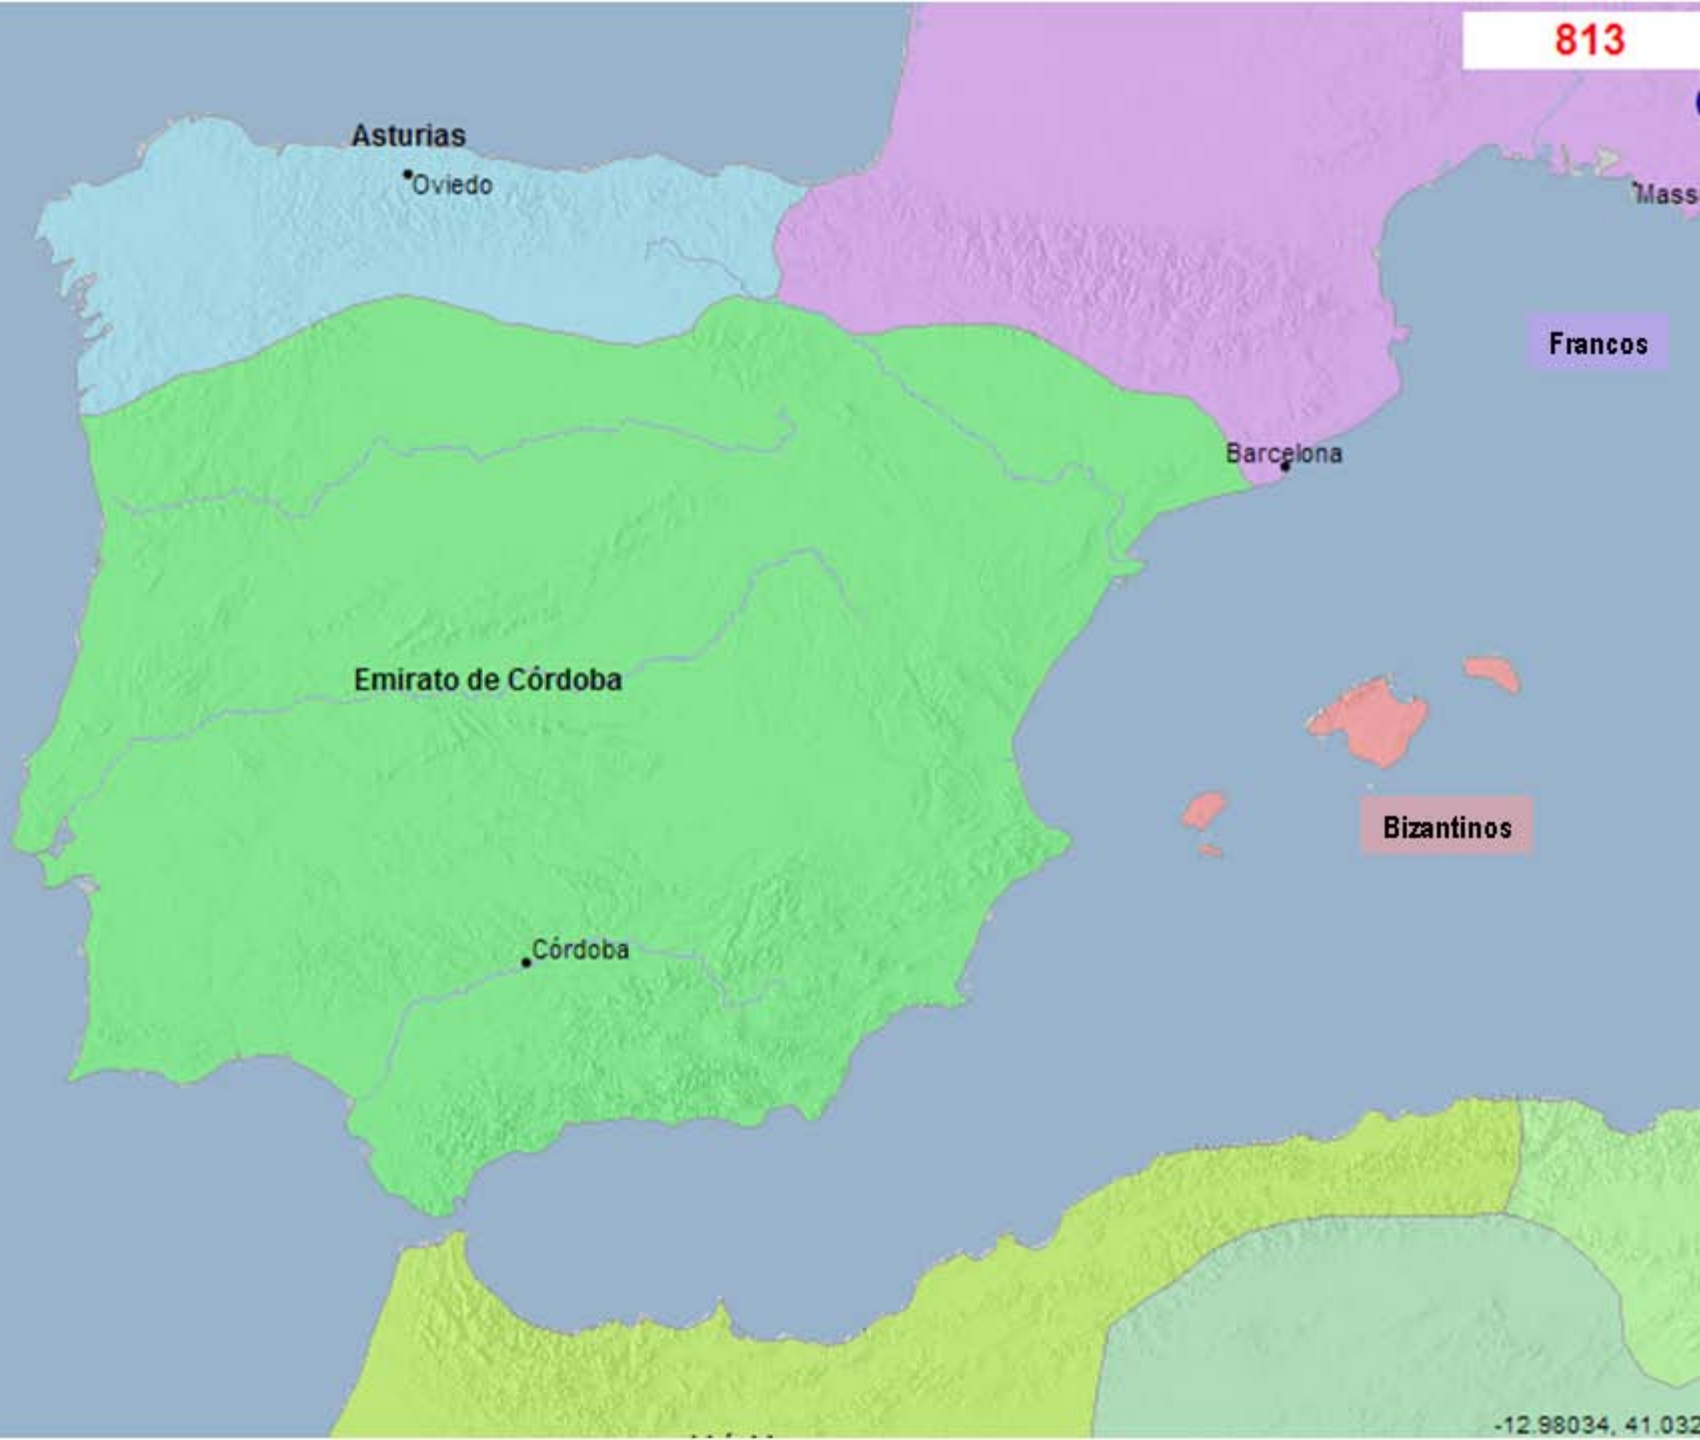 813
Asturias
Oviedo
Mass
Francos
Barcelona
Emirato de Córdoba
Bizantinos
Córdoba
-12.98034, 41.032